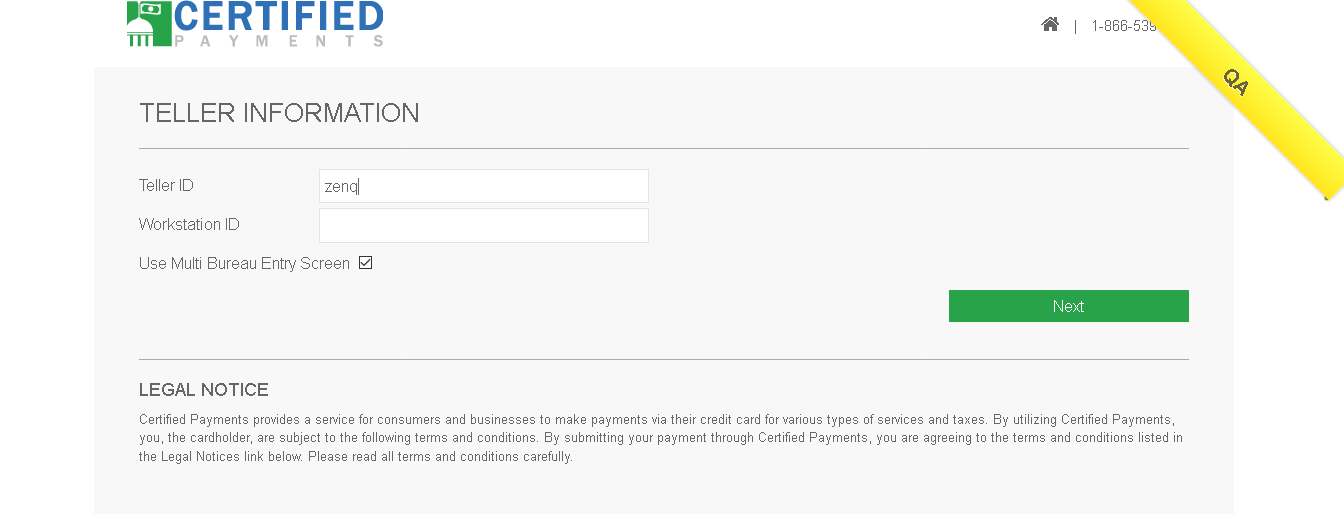 CERTIFIED
PAYMENTS
| 1-866-539
QA
TELLER INFORMATION
Teller ID zenq
Workstation ID
Use Multi Bureau Entry Screen
Next
LEGAL NOTICE
Certified Payments provides a service for consumers and businesses to make payments via their credit card for various types of services and taxes. By utilizing Certified Payments,
you, the cardholder, are subject to the following terms and conditions. By submitting your payment through Certified Payments, you are agreeing to the terms and conditions listed in
the Legal Notices link below. Please read all terms and conditions carefully.